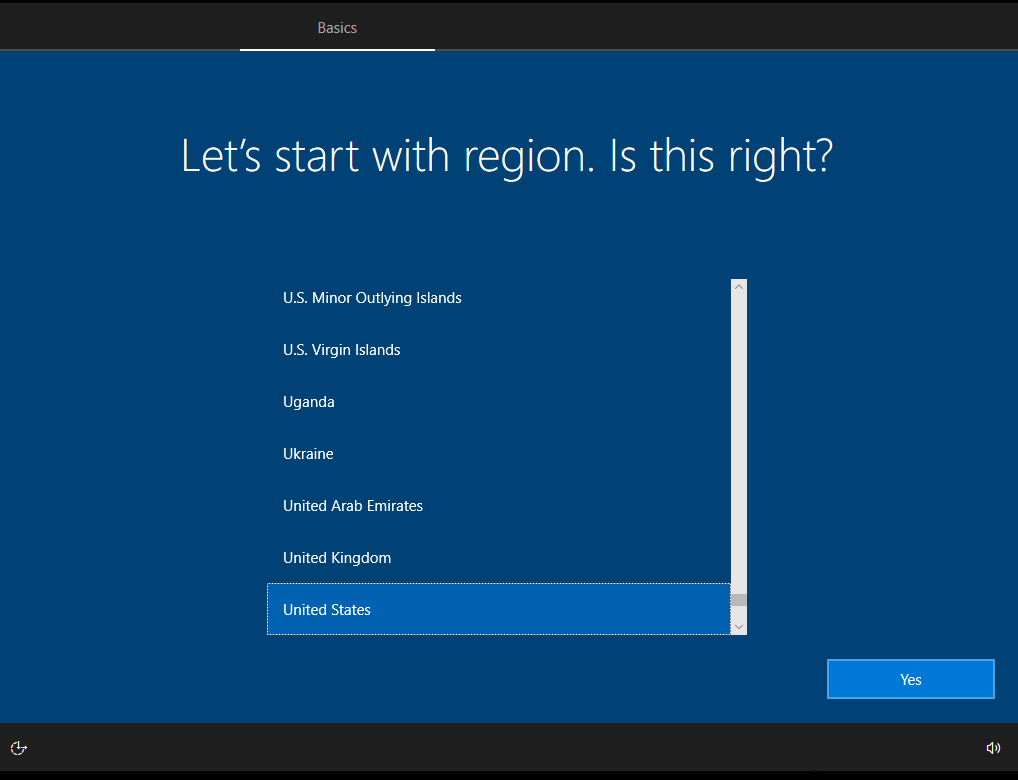 Basics
Let’s start with region. Is this right?
U.S. Minor Outlying Islands
U.S. Virgin Islands
Uganda
Ukraine
United Arab Emirates
United Kingdom
United States
Yes